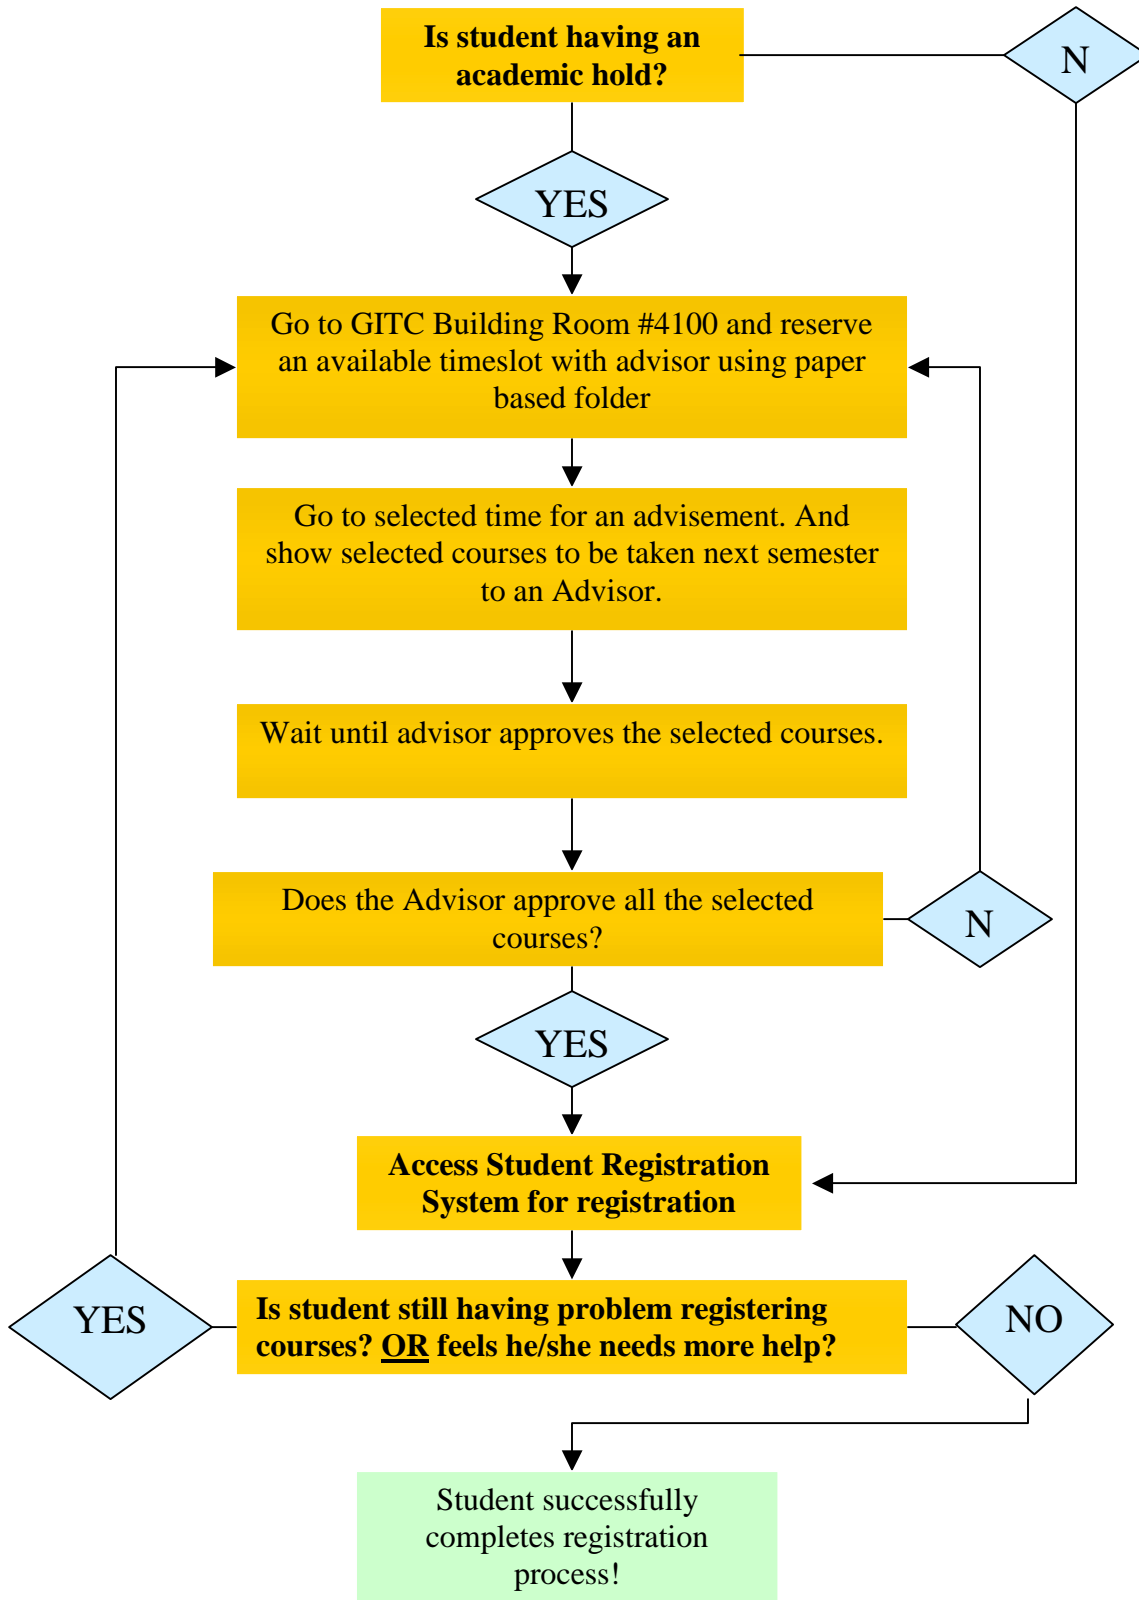 Is student having an
academic hold?
N
YES
Go to GITC Building Room #4100 and reserve
an available timeslot with advisor using paper
based folder
Go to selected time for an advisement. And
show selected courses to be taken next semester
to an Advisor.
Wait until advisor approves the selected courses.
Does the Advisor approve all the selected
courses?
N
YES
Access Student Registration
System for registration
YES
Is student still having problem registering
courses? OR feels he/she needs more help?
NO
Student successfully
completes registration
process!